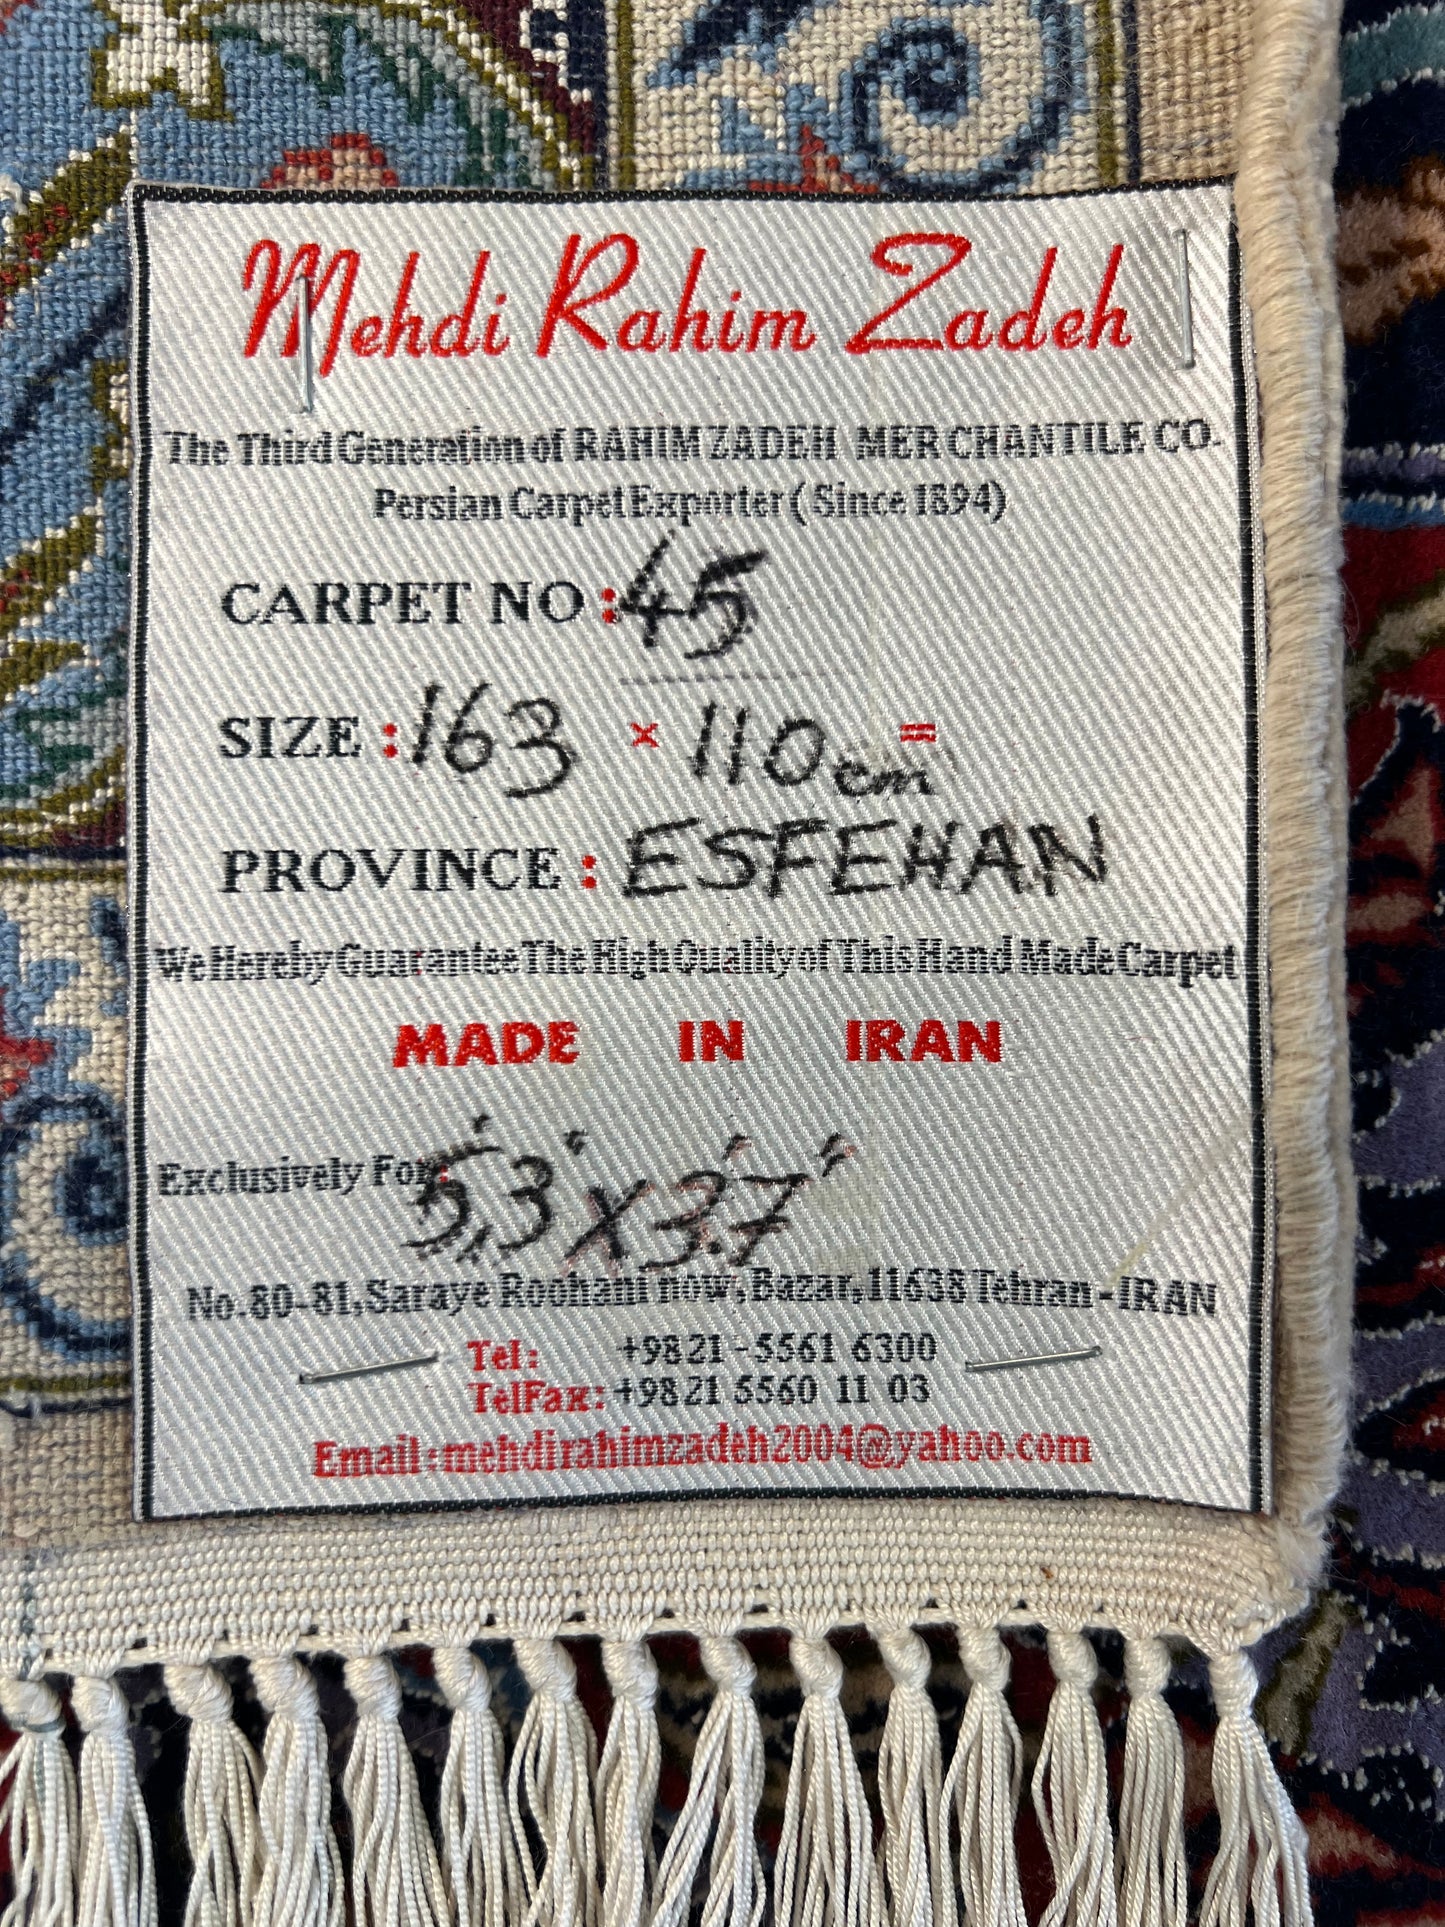 Mehdi Rahim Zadeh
The Third Generation of RAHIM ZADEH MERCHANTILE CO.
Persian Carpet Exporter ( Since 1894)
CARPET NO : 45
SIZE : 163 × 110 cm =
PROVINCE : ESFEHAN
We Hereby Guarantee The High Quality of This Hand Made Carpet
MADE IN IRAN
Exclusively For: 5,3' x 3.7'
No. 80-81, Saraye Roohani now, Bazar, 11638 Tehran - IRAN
Tel: +9821-5561 6300
TelFax: +9821 5560 11 03
Email : mehdirahimzadeh2004@yahoo.com